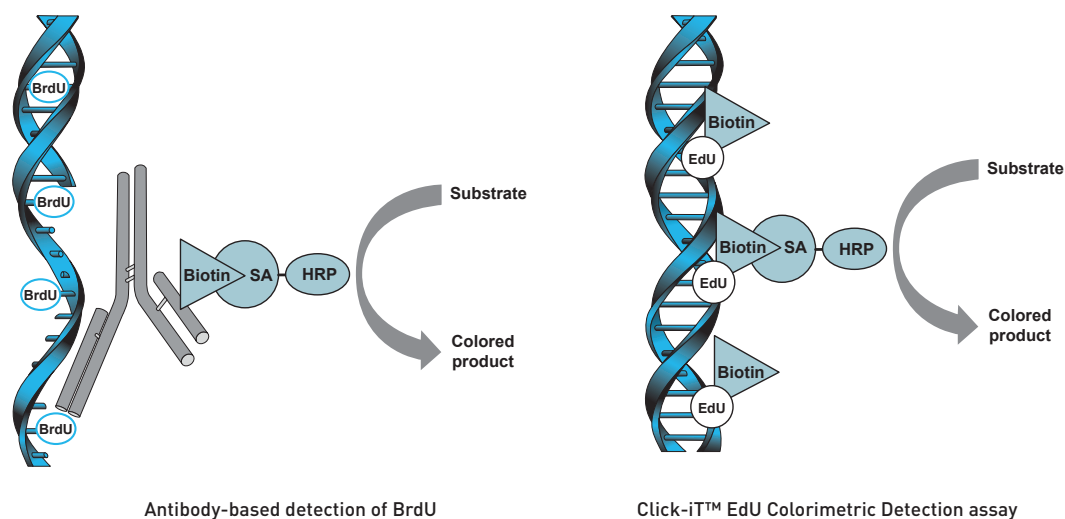 BrdU
BrdU
BrdU
BrdU
Biotin
SA
HRP
Substrate
Colored
product
Antibody-based detection of BrdU
Biotin
EdU
Biotin
SA
HRP
EdU
Biotin
EdU
Substrate
Colored
product
Click-iT™ EdU Colorimetric Detection assay